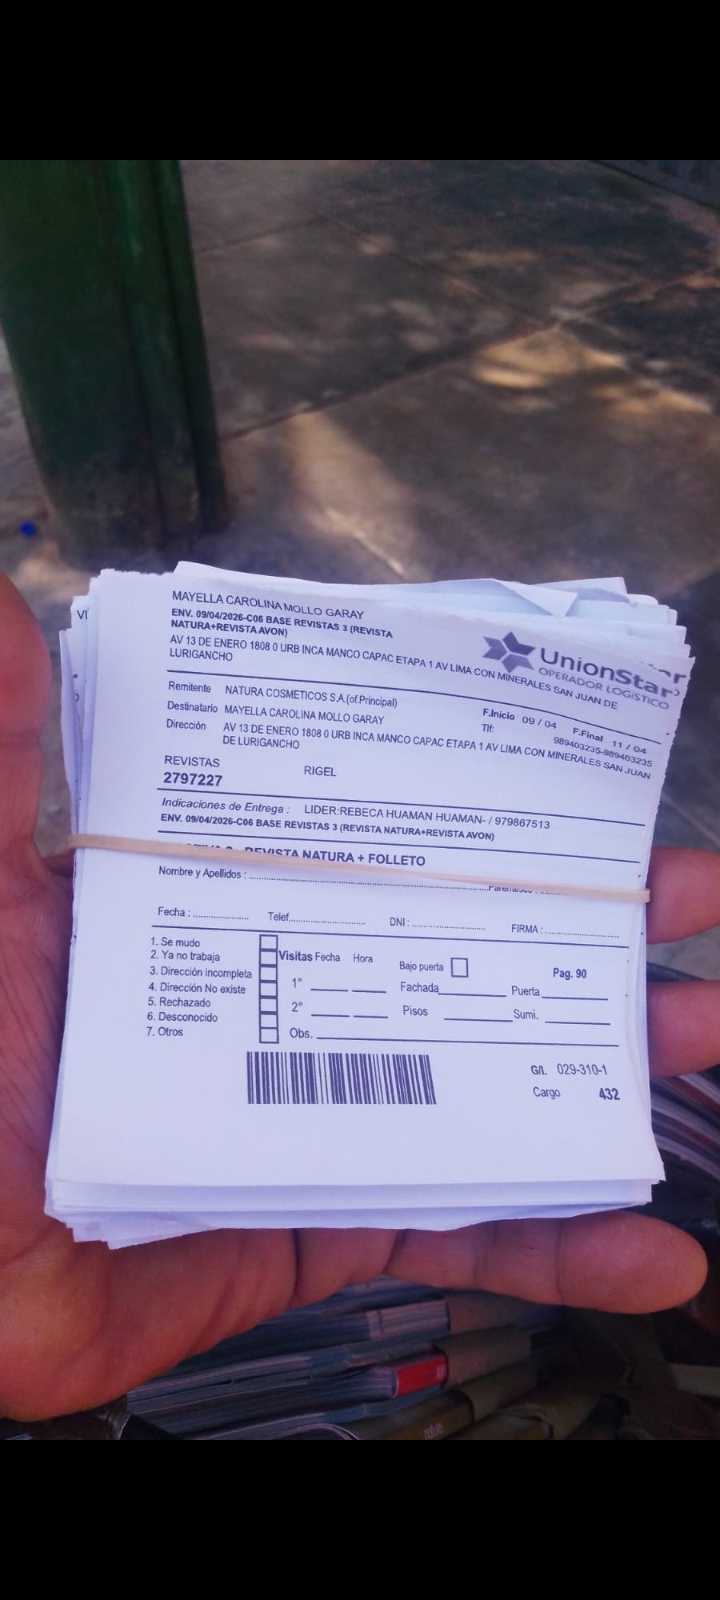 MAYELLA CAROLINA MOLLO GARAY
ENV. 09/04/2026-C06 BASE REVISTAS 3 (REVISTA
NATURA+REVISTA AVON)
AV 13 DE ENERO 1808 0 URB INCA MANCO CAPAC ETAPA 1 AV LIMA CON MINERALES SAN JUAN DE
LURIGANCHO
UnionStar
OPERADOR LOGÍSTICO
Remitente NATURA COSMETICOS S.A.(of.Principal)
Destinatario MAYELLA CAROLINA MOLLO GARAY
F.Inicio 09 / 04 F.Final 11 / 04
Tlf: 989403235-989403235
Dirección AV 13 DE ENERO 1808 0 URB INCA MANCO CAPAC ETAPA 1 AV LIMA CON MINERALES SAN JUAN
DE LURIGANCHO
REVISTAS RIGEL
2797227
Indicaciones de Entrega : LIDER:REBECA HUAMAN HUAMAN- / 979867513
ENV. 09/04/2026-C06 BASE REVISTAS 3 (REVISTA NATURA+REVISTA AVON)
REVISTA NATURA + FOLLETO
Nombre y Apellidos :
Fecha : Telef. DNI : FIRMA :
1. Se mudo
2. Ya no trabaja
3. Dirección incompleta
4. Dirección No existe
5. Rechazado
6. Desconocido
7. Otros
Visitas Fecha Hora Bajo puerta Pag. 90
1° Fachada Puerta
2° Pisos Sumi.
Obs.
G/I. 029-310-1
Cargo 432
VI